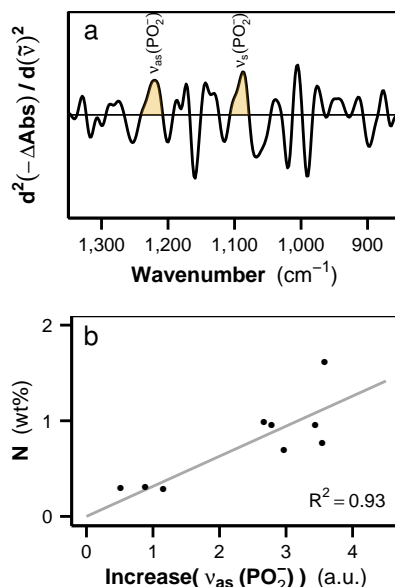 a
νas(PO2−)
νs(PO2−)
d²(−ΔAbs) / d(ṽ)²
1,300 1,200 1,100 1,000 900
Wavenumber (cm−1)
b
2
1
0
N (wt%)
R² = 0.93
0 1 2 3 4
Increase( νas (PO2−) ) (a.u.)